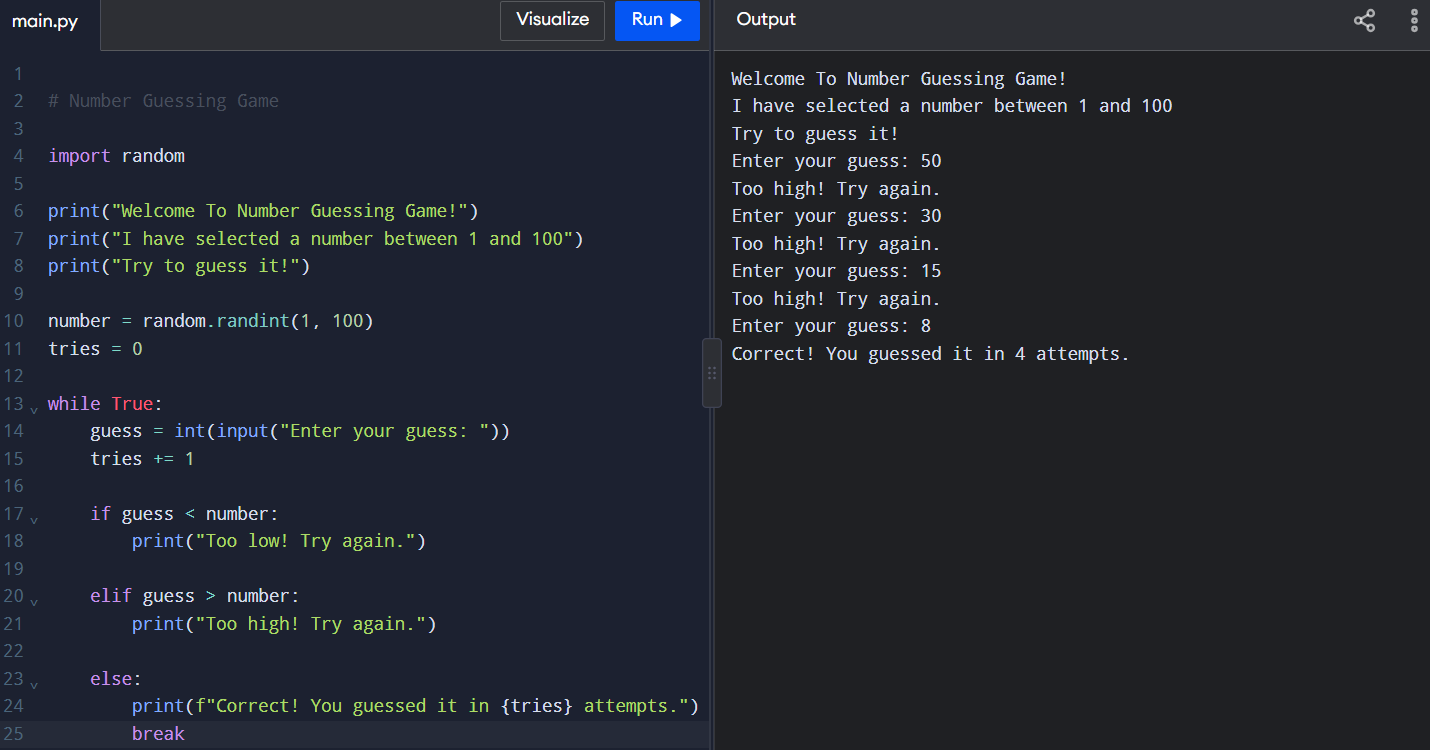 main.py
Visualize
Run
1
2 # Number Guessing Game
3
4 import random
5
6 print("Welcome To Number Guessing Game!")
7 print("I have selected a number between 1 and 100")
8 print("Try to guess it!")
9
10 number = random.randint(1, 100)
11 tries = 0
12
13 while True:
14     guess = int(input("Enter your guess: "))
15     tries += 1
16
17     if guess < number:
18         print("Too low! Try again.")
19
20     elif guess > number:
21         print("Too high! Try again.")
22
23     else:
24         print(f"Correct! You guessed it in {tries} attempts.")
25         break
Output
Welcome To Number Guessing Game!
I have selected a number between 1 and 100
Try to guess it!
Enter your guess: 50
Too high! Try again.
Enter your guess: 30
Too high! Try again.
Enter your guess: 15
Too high! Try again.
Enter your guess: 8
Correct! You guessed it in 4 attempts.